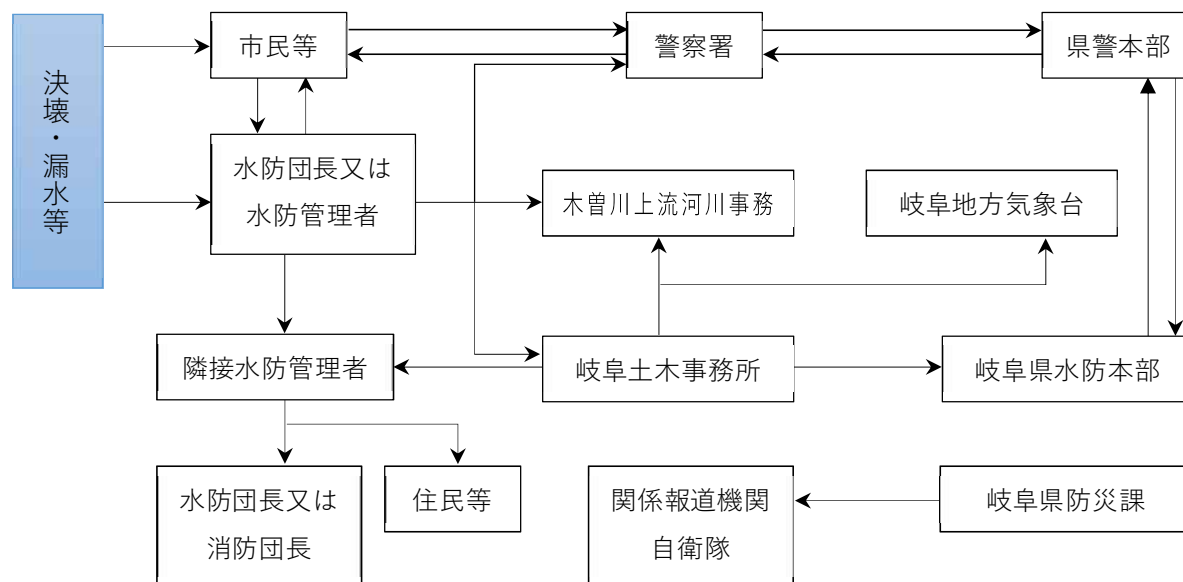 決壊・漏水等
市民等
警察署
県警本部
水防団長又は
水防管理者
木曽川上流河川事務
岐阜地方気象台
隣接水防管理者
岐阜土木事務所
岐阜県水防本部
水防団長又は
消防団長
住民等
関係報道機関
自衛隊
岐阜県防災課